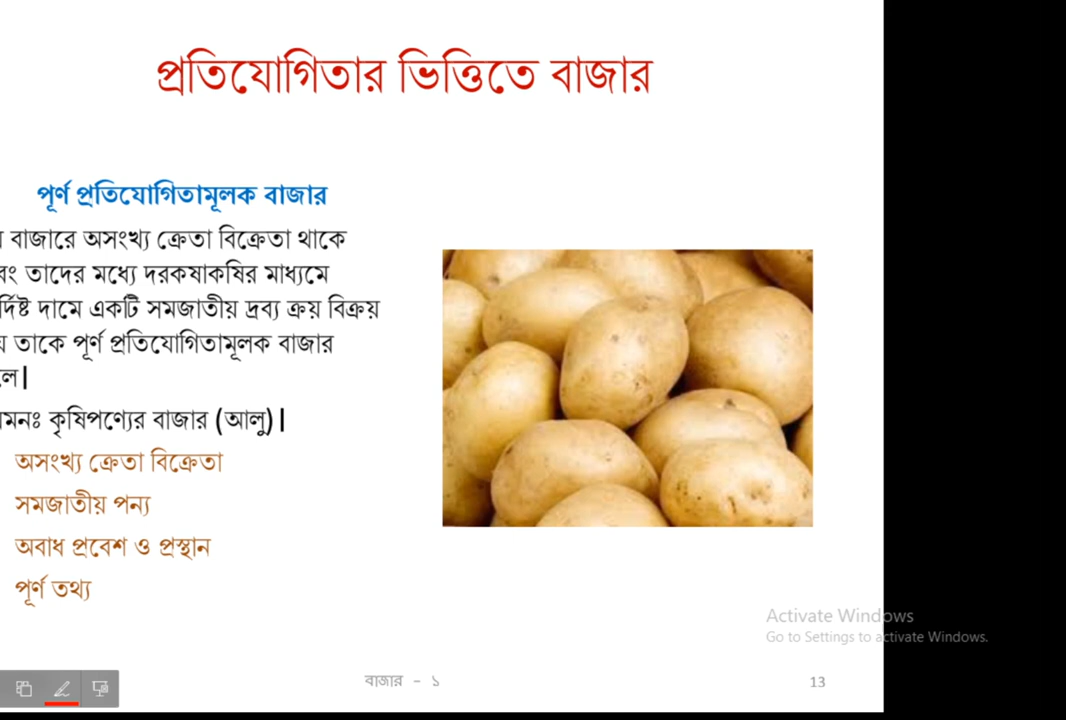 প্রতিযোগিতার ভিত্তিতে বাজার
পূর্ণ প্রতিযোগিতামূলক বাজার
বাজারে অসংখ্য ক্রেতা বিক্রেতা থাকে
তাদের মধ্যে দরকষাকষির মাধ্যমে
দামে একটি সমজাতীয় দ্রব্য ক্রয় বিক্রয়
তাকে পূর্ণ প্রতিযোগিতামূলক বাজার
কৃষিপণ্যের বাজার (আলু)|
অসংখ্য ক্রেতা বিক্রেতা
সমজাতীয় পন্য
অবাধ প্রবেশ ও প্রস্থান
পূর্ণ তথ্য
Activate Windows
Go to Settings to activate Windows.
বাজার - ১
13